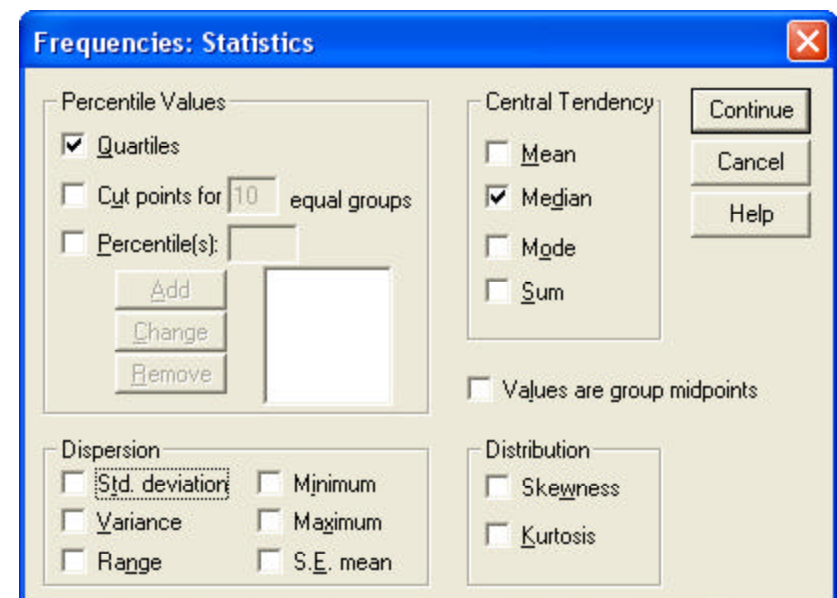 Frequencies: Statistics
Percentile Values
Quartiles
Cut points for 10 equal groups
Percentile(s):
Add
Change
Remove
Central Tendency
Mean
Median
Mode
Sum
Continue
Cancel
Help
Values are group midpoints
Dispersion
Std. deviation
Minimum
Variance
Maximum
Range
S.E. mean
Distribution
Skewness
Kurtosis